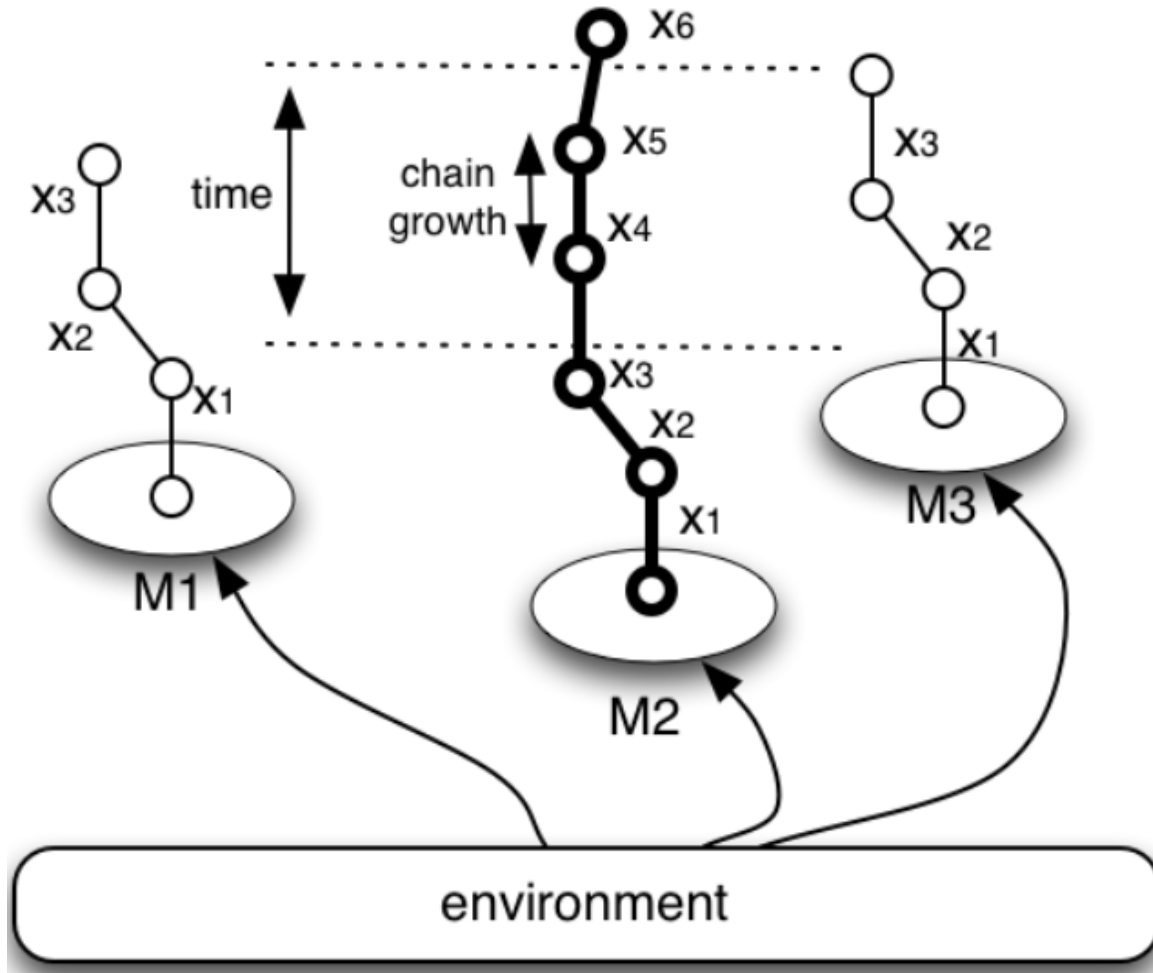 x6
x5
time
chain
growth
x4
x3
x2
x1
x3
x2
x1
M1
x3
x2
x1
M2
M3
environment